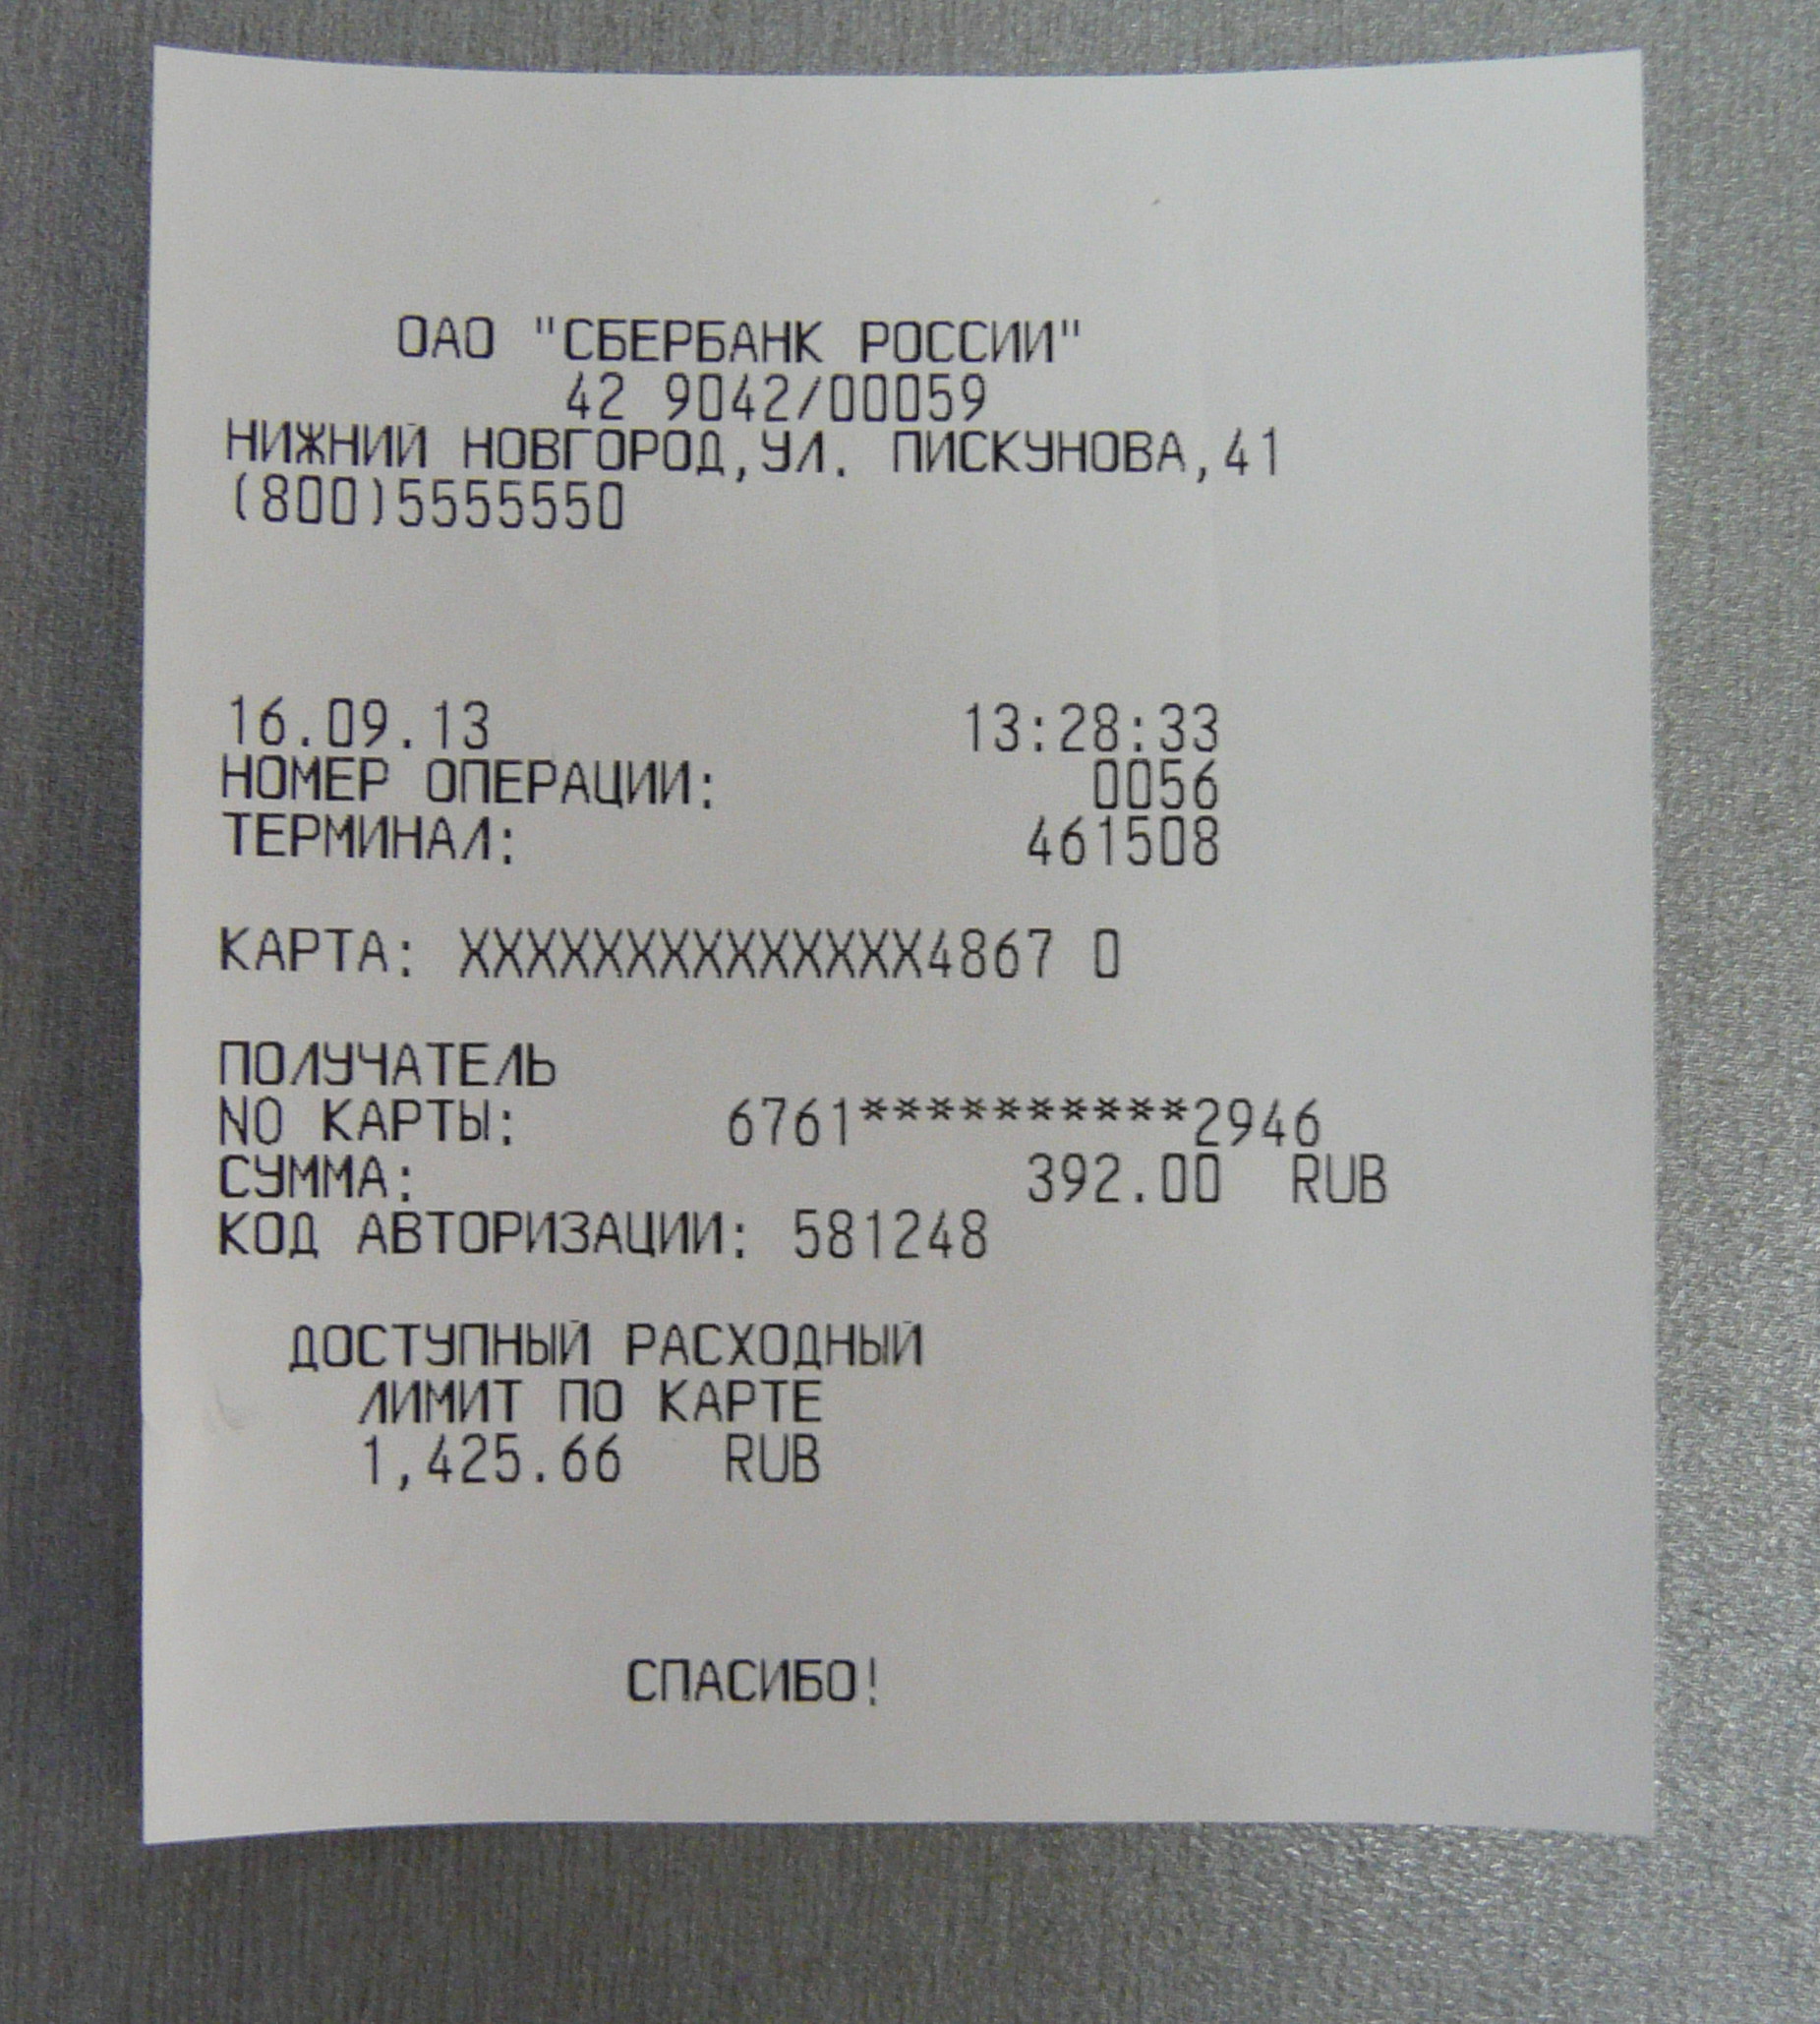 ОАО "СБЕРБАНК РОССИИ"
42 9042/00059
НИЖНИЙ НОВГОРОД,УЛ. ПИСКУНОВА,41
(800)5555550
16.09.13 13:28:33
НОМЕР ОПЕРАЦИИ: 0056
ТЕРМИНАЛ: 461508
КАРТА: XXXXXXXXXXXXXX4867 0
ПОЛУЧАТЕЛЬ
NO КАРТЫ: 6761**********2946
СУММА: 392.00 RUB
КОД АВТОРИЗАЦИИ: 581248
ДОСТУПНЫЙ РАСХОДНЫЙ
ЛИМИТ ПО КАРТЕ
1,425.66 RUB
СПАСИБО!